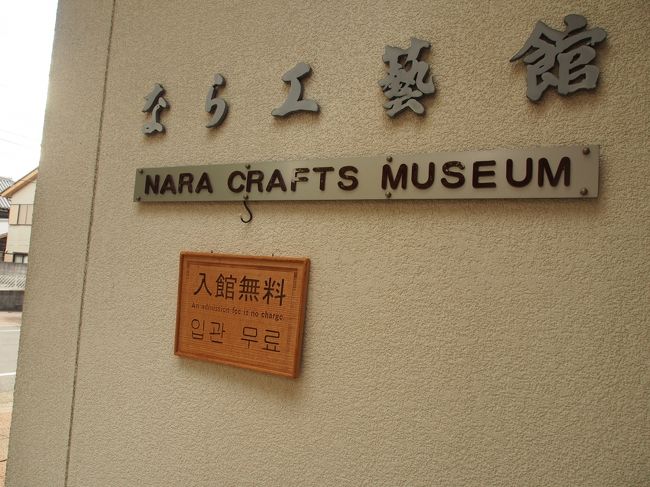 なら工藝館
NARA CRAFTS MUSEUM
入館無料
An admission fee is no charge.
입관 무료